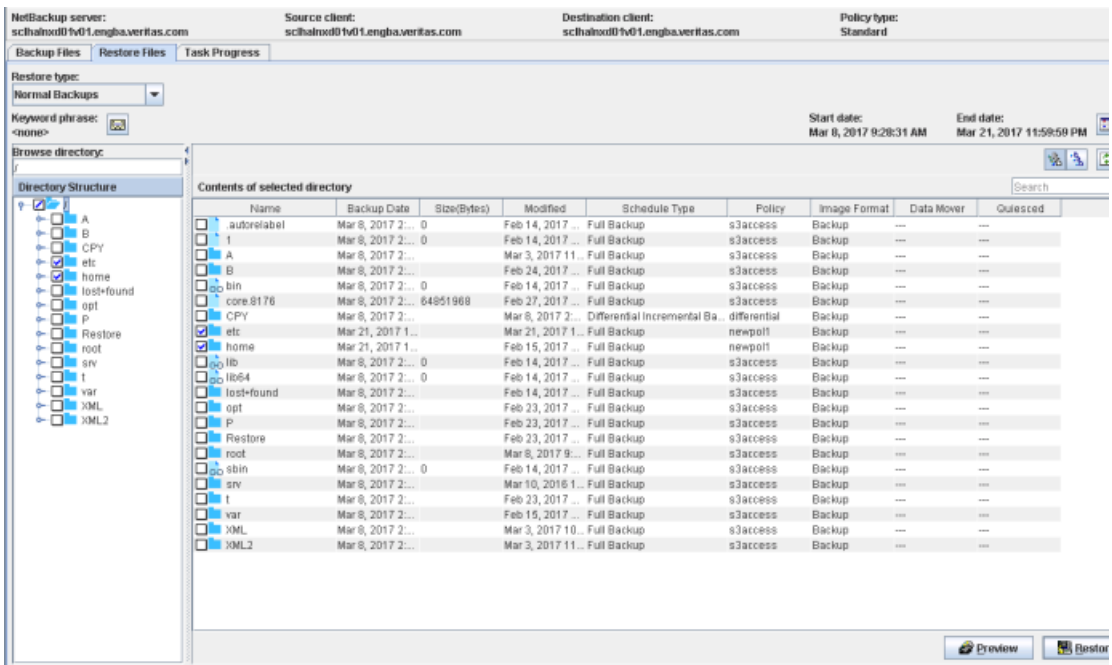 NetBackup server: Source client: Destination client: Policy type:
sclhalnxd01v01.engba.veritas.com sclhalnxd01v01.engba.veritas.com sclhalnxd01v01.engba.veritas.com Standard
Backup Files Restore Files Task Progress
Restore type:
Normal Backups
Keyword phrase: Start date: End date:
<none> Mar 8, 2017 9:28:31 AM Mar 21, 2017 11:59:59 PM
Browse directory:
/
Directory Structure Contents of selected directory Search
Name Backup Date Size(Bytes) Modified Schedule Type Policy Image Format Data Mover Quiesced
/
A
B
CPY
etc
home
lost+found
opt
P
Restore
root
srv
t
var
XML
XML2
.autorelabel Mar 8, 2017 2:... 0 Feb 14, 2017 ... Full Backup s3access Backup --- ---
1 Mar 8, 2017 2:... 0 Feb 14, 2017 ... Full Backup s3access Backup --- ---
A Mar 8, 2017 2:... Mar 3, 2017 11... Full Backup s3access Backup --- ---
B Mar 8, 2017 2:... Feb 24, 2017 ... Full Backup s3access Backup --- ---
bin Mar 8, 2017 2:... 0 Feb 14, 2017 ... Full Backup s3access Backup --- ---
core.8176 Mar 8, 2017 2:... 64851968 Feb 27, 2017 ... Full Backup s3access Backup --- ---
CPY Mar 8, 2017 2:... Mar 8, 2017 2:... Differential Incremental Ba... differential Backup --- ---
etc Mar 21, 2017 1... Mar 21, 2017 1... Full Backup newpol1 Backup --- ---
home Mar 21, 2017 1... Feb 15, 2017 ... Full Backup newpol1 Backup --- ---
lib Mar 8, 2017 2:... 0 Feb 14, 2017 ... Full Backup s3access Backup --- ---
lib64 Mar 8, 2017 2:... 0 Feb 14, 2017 ... Full Backup s3access Backup --- ---
lost+found Mar 8, 2017 2:... Feb 14, 2017 ... Full Backup s3access Backup --- ---
opt Mar 8, 2017 2:... Feb 23, 2017 ... Full Backup s3access Backup --- ---
P Mar 8, 2017 2:... Feb 23, 2017 ... Full Backup s3access Backup --- ---
Restore Mar 8, 2017 2:... Feb 23, 2017 ... Full Backup s3access Backup --- ---
root Mar 8, 2017 2:... Mar 8, 2017 9:... Full Backup s3access Backup --- ---
sbin Mar 8, 2017 2:... 0 Feb 14, 2017 ... Full Backup s3access Backup --- ---
srv Mar 8, 2017 2:... Mar 10, 2016 1... Full Backup s3access Backup --- ---
t Mar 8, 2017 2:... Feb 23, 2017 ... Full Backup s3access Backup --- ---
var Mar 8, 2017 2:... Feb 15, 2017 ... Full Backup s3access Backup --- ---
XML Mar 8, 2017 2:... Mar 3, 2017 10... Full Backup s3access Backup --- ---
XML2 Mar 8, 2017 2:... Mar 3, 2017 11... Full Backup s3access Backup --- ---
Preview Restor